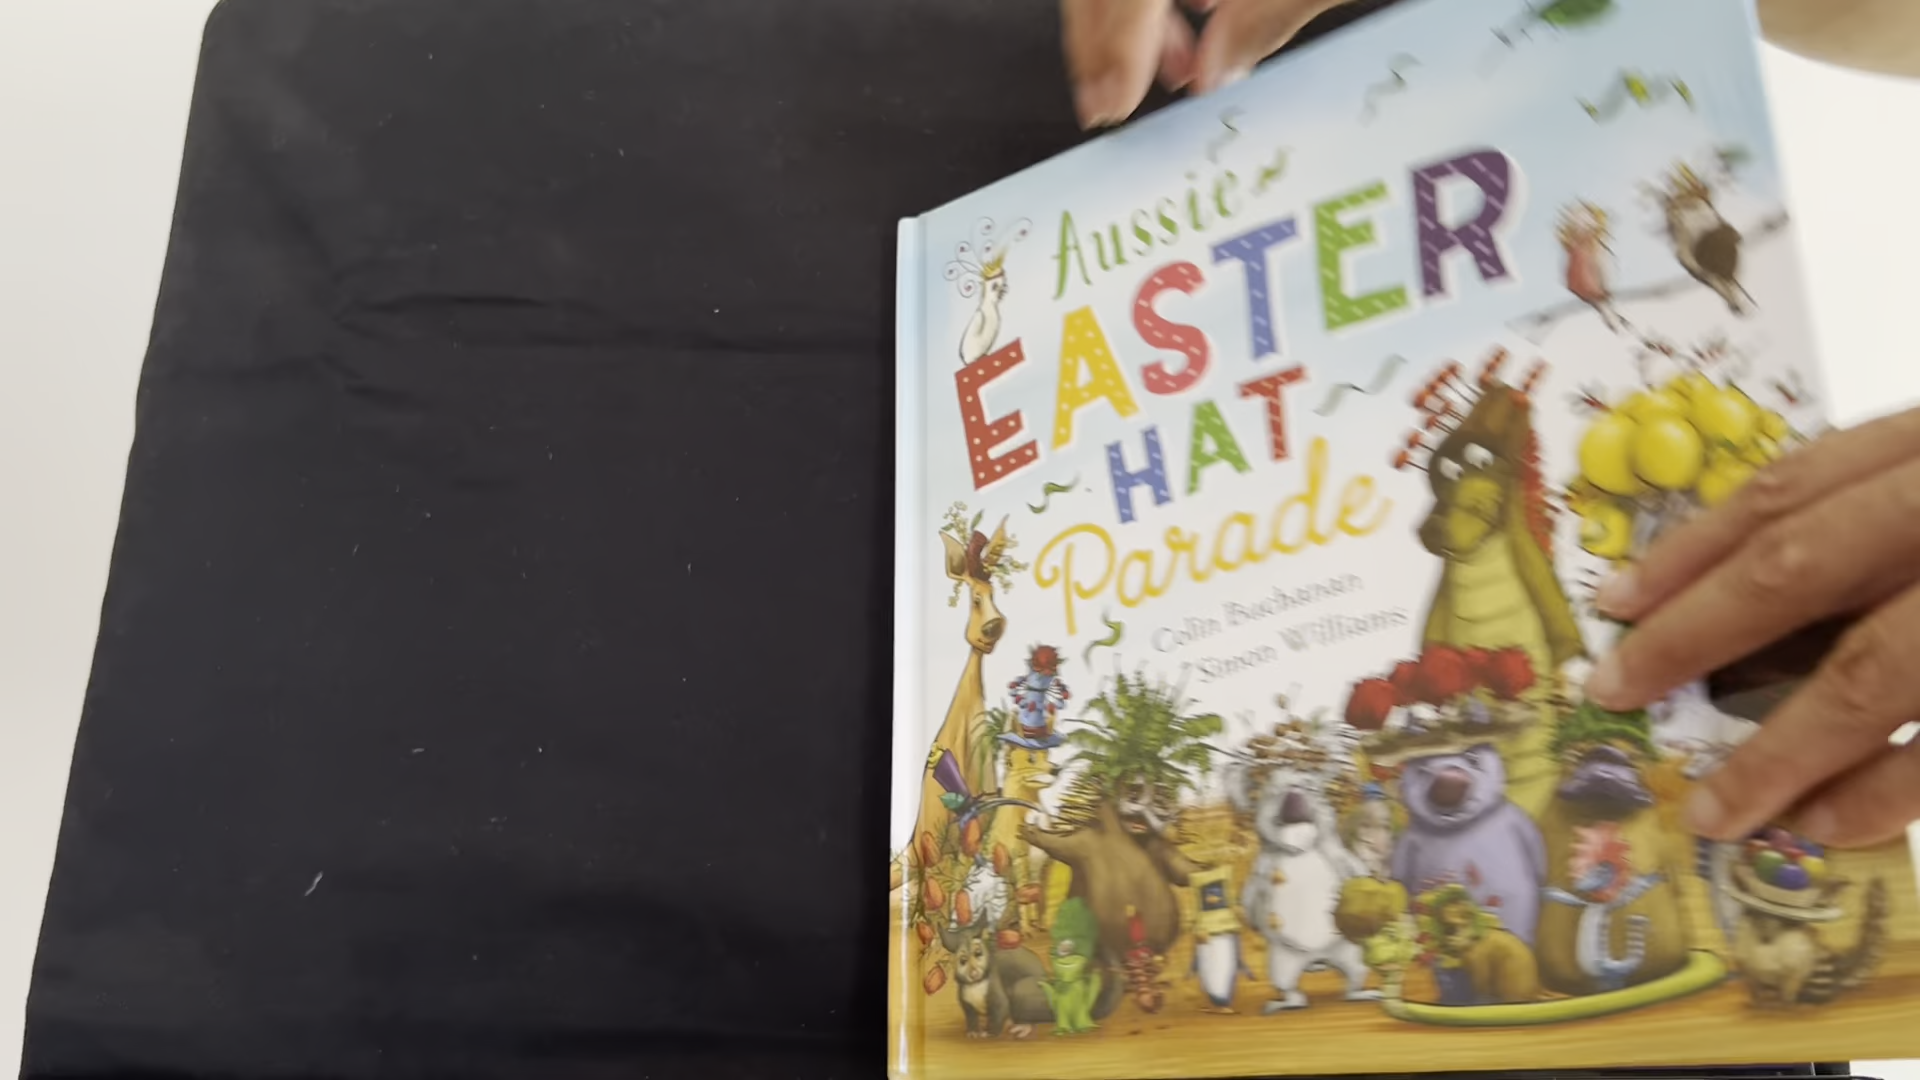 Aussie
EASTER
HAT
Parade
Colin Buchanan
Simon Williams